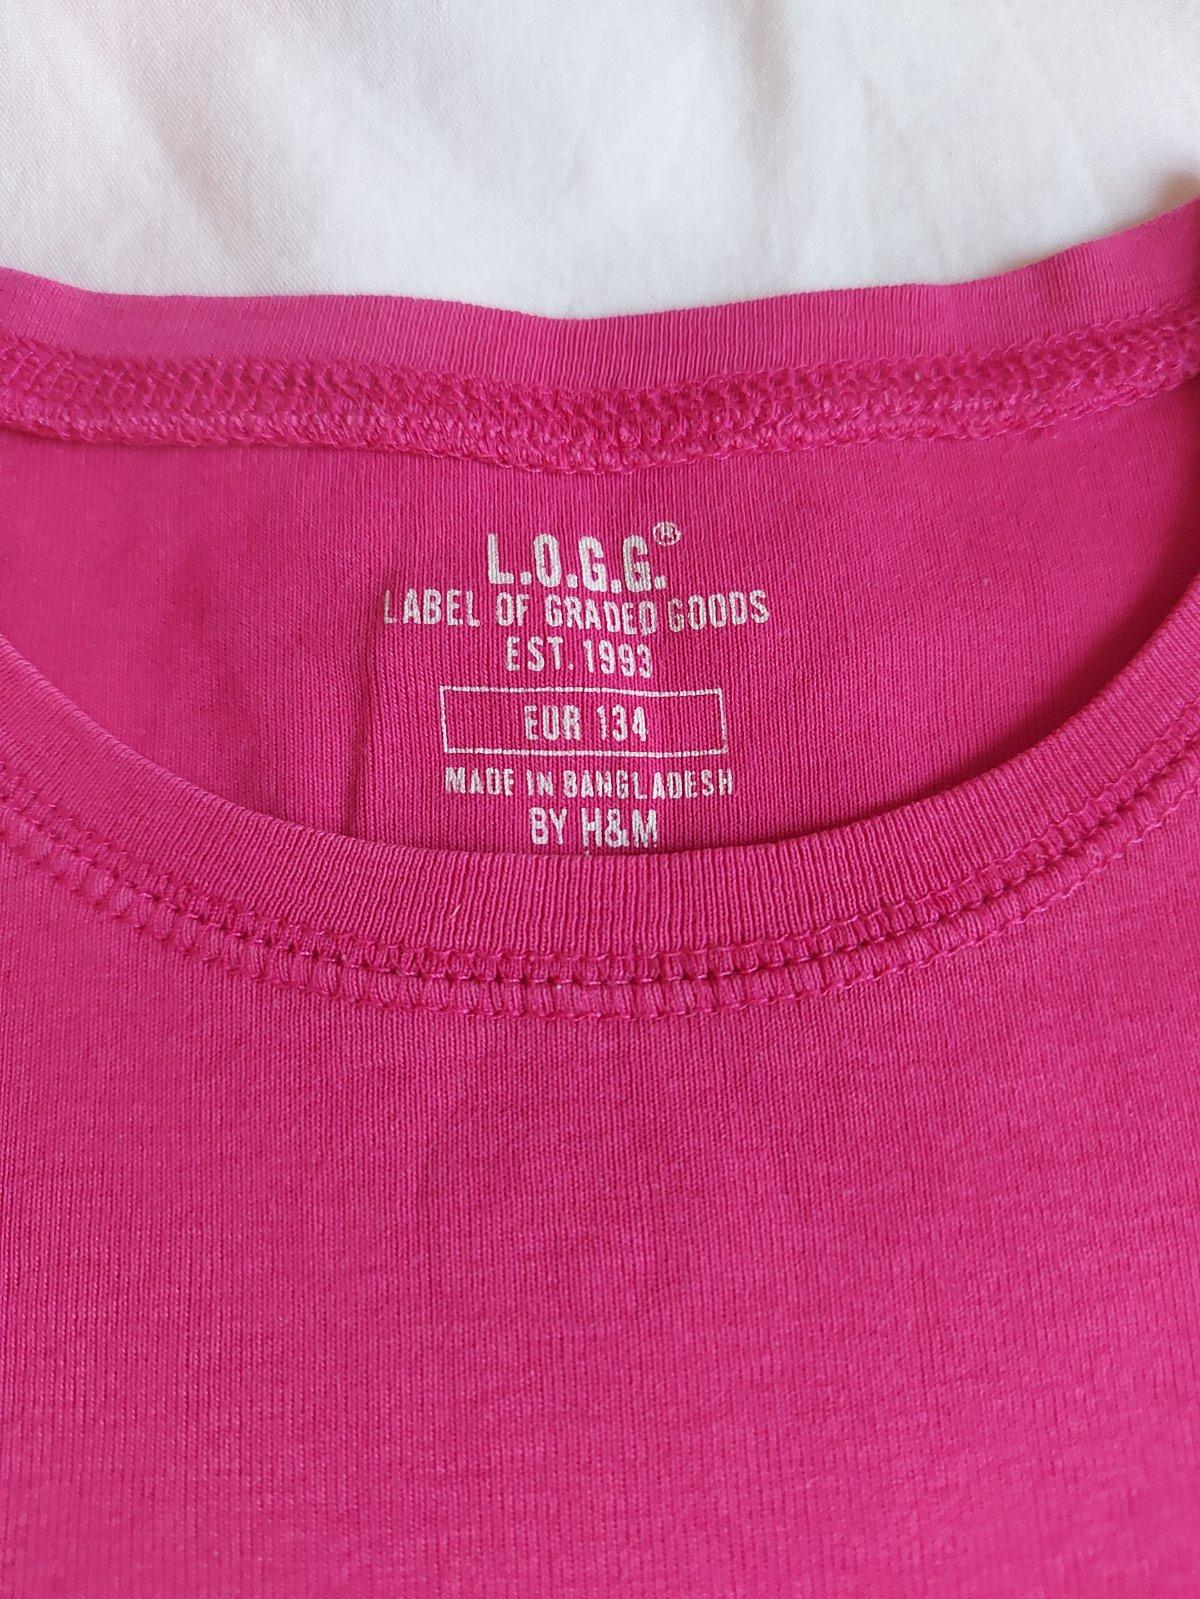 L.O.G.G.®
LABEL OF GRADED GOODS
EST. 1993
EUR 134
MADE IN BANGLADESH
BY H&M